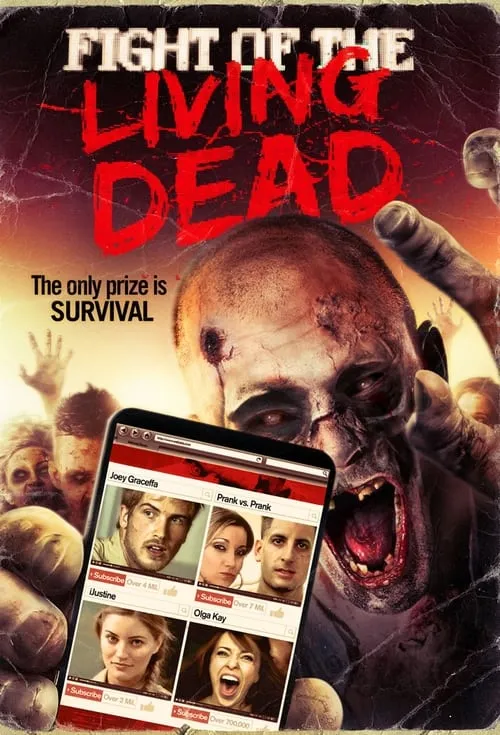 FIGHT OF THE
LIVING
DEAD
The only prize is
SURVIVAL
Joey Graceffa
Prank vs. Prank
Subscribe Over 4 MIL
Subscribe Over 7 MIL
iJustine
Olga Kay
Subscribe Over 2 MIL
Subscribe Over 700,000